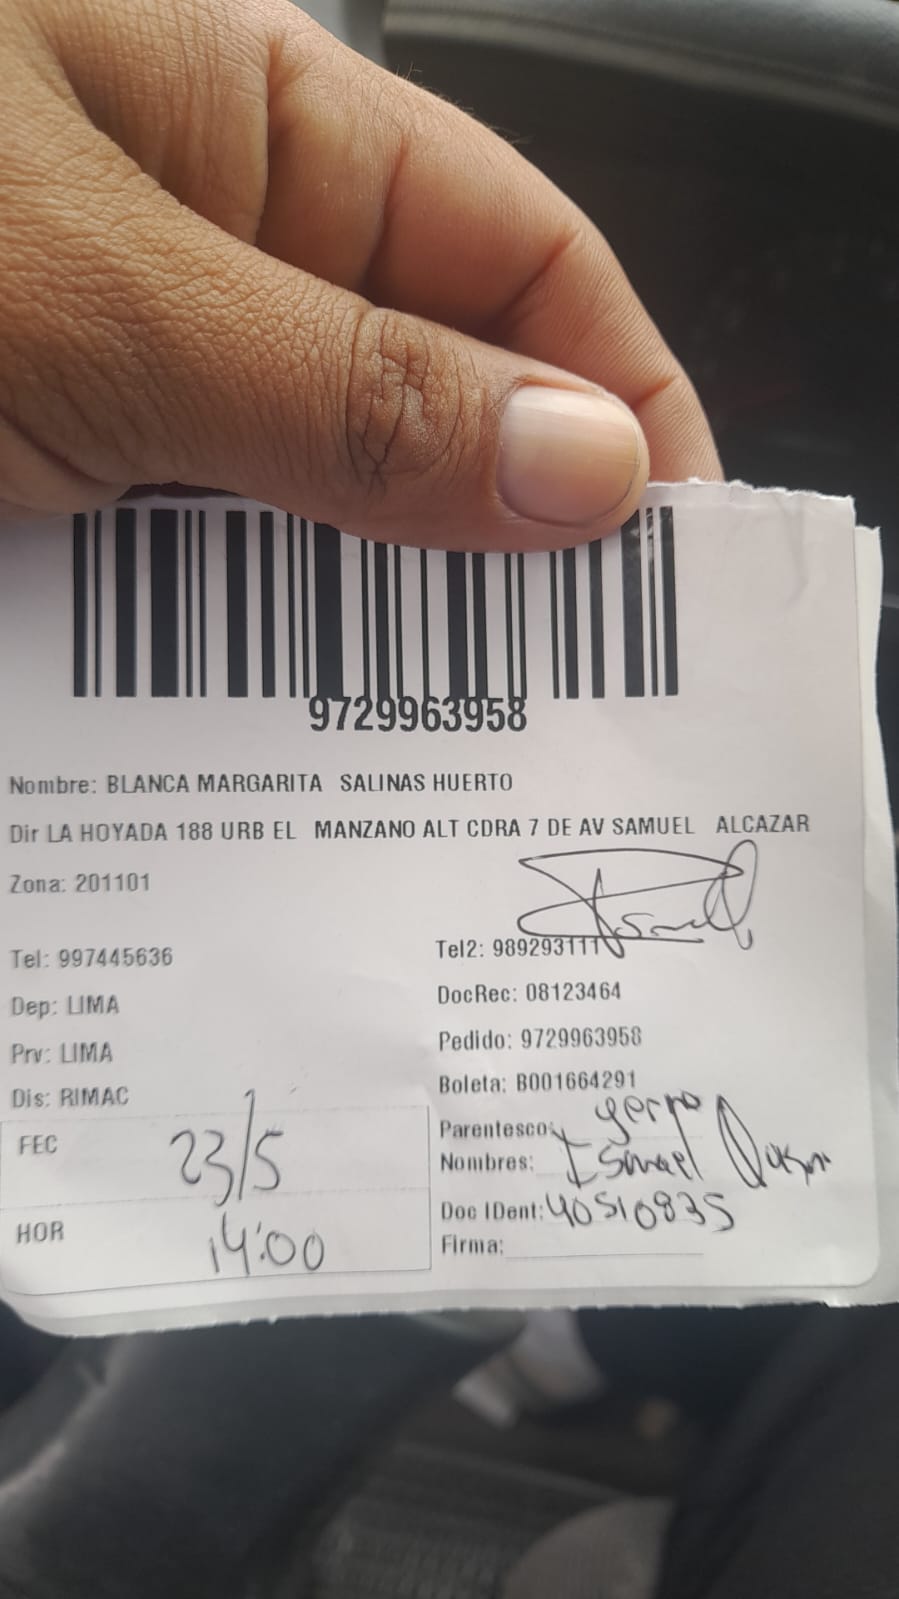 9729963958
Nombre: BLANCA MARGARITA SALINAS HUERTO
Dir LA HOYADA 188 URB EL MANZANO ALT CDRA 7 DE AV SAMUEL ALCAZAR
Zona: 201101
Tel: 997445636
Tel2: 989293111
Dep: LIMA
DocRec: 08123464
Prv: LIMA
Pedido: 9729963958
Dis: RIMAC
Boleta: B001664291
FEC 23/5
Parentesco: yerno
Nombres: Ismael
HOR 14:00
Doc IDent: 40510835
Firma: